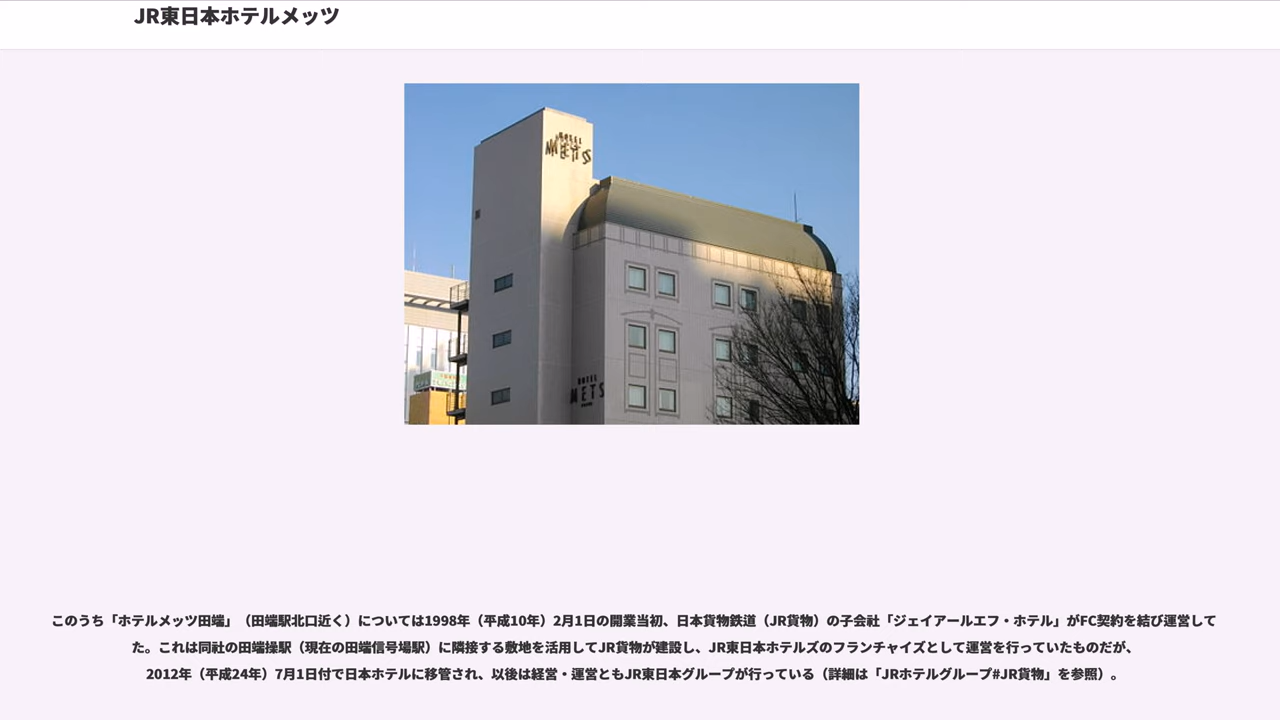 JR東日本ホテルメッツ
HOTEL
METS
HOTEL
METS
このうち「ホテルメッツ田端」（田端駅北口近く）については1998年（平成10年）2月1日の開業当初、日本貨物鉄道（JR貨物）の子会社「ジェイアールエフ・ホテル」がFC契約を結び運営して
た。これは同社の田端操駅（現在の田端信号場駅）に隣接する敷地を活用してJR貨物が建設し、JR東日本ホテルズのフランチャイズとして運営を行っていたものだが、
2012年（平成24年）7月1日付で日本ホテルに移管され、以後は経営・運営ともJR東日本グループが行っている（詳細は「JRホテルグループ#JR貨物」を参照）。